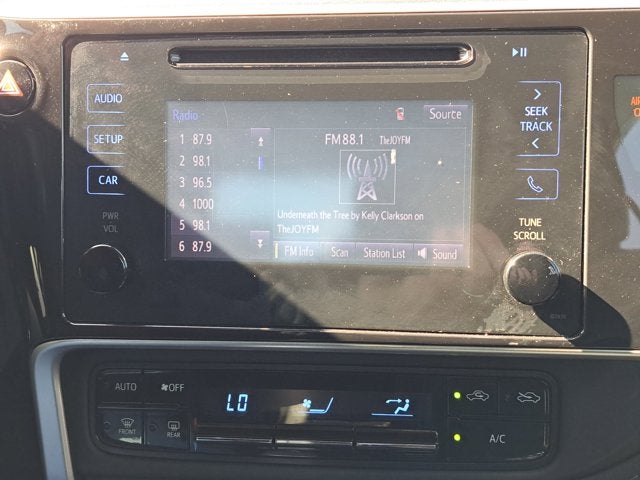 AUDIO
SETUP
CAR
PWR
VOL
Radio
Source
1 87.9
2 98.1
3 96.5
4 1000
5 98.1
6 87.9
FM 88.1 TheJOYFM
Underneath the Tree by Kelly Clarkson on
TheJOYFM
FM Info Scan Station List Sound
SEEK
TRACK
TUNE
SCROLL
AUTO
OFF
FRONT
REAR
LO
A/C